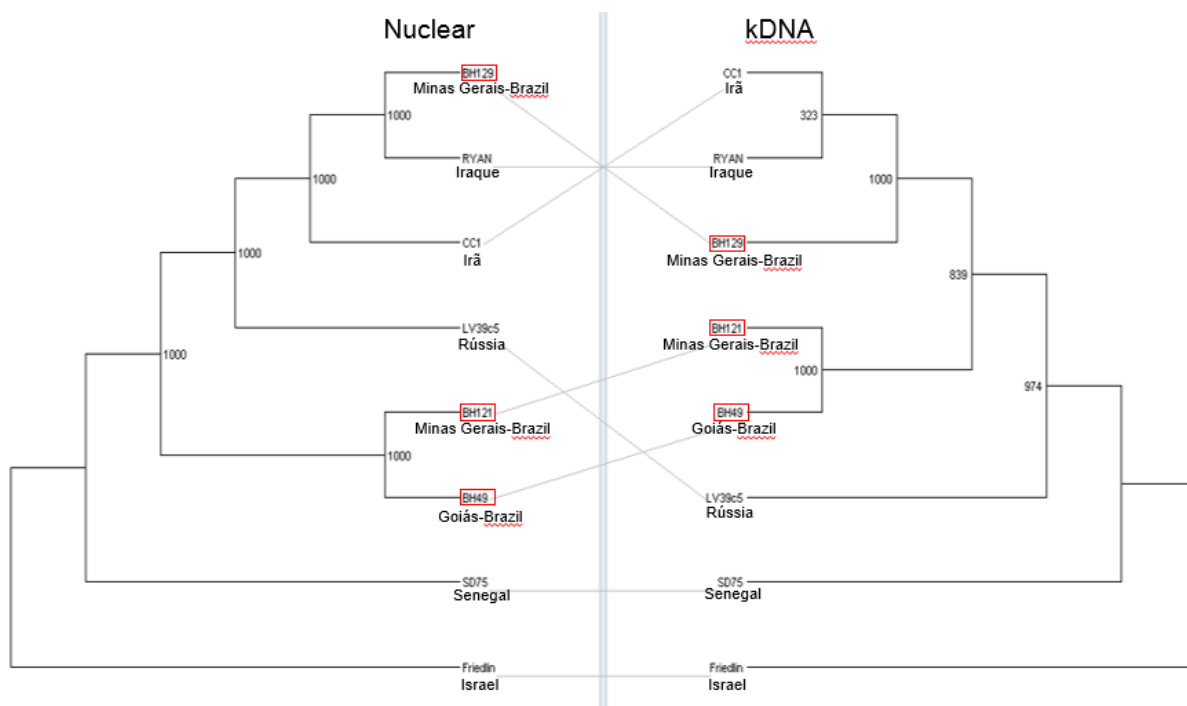 Nuclear
BH129
Minas Gerais-Brazil
1000
RYAN
Iraque
1000
CC1
Irã
1000
LV39c5
Rússia
1000
BH121
Minas Gerais-Brazil
1000
BH49
Goiás-Brazil
SD75
Senegal
Friedlin
Israel
kDNA
CC1
Irã
323
RYAN
Iraque
1000
BH129
Minas Gerais-Brazil
839
BH121
Minas Gerais-Brazil
1000
974
BH49
Goiás-Brazil
LV39c5
Rússia
SD75
Senegal
Friedlin
Israel